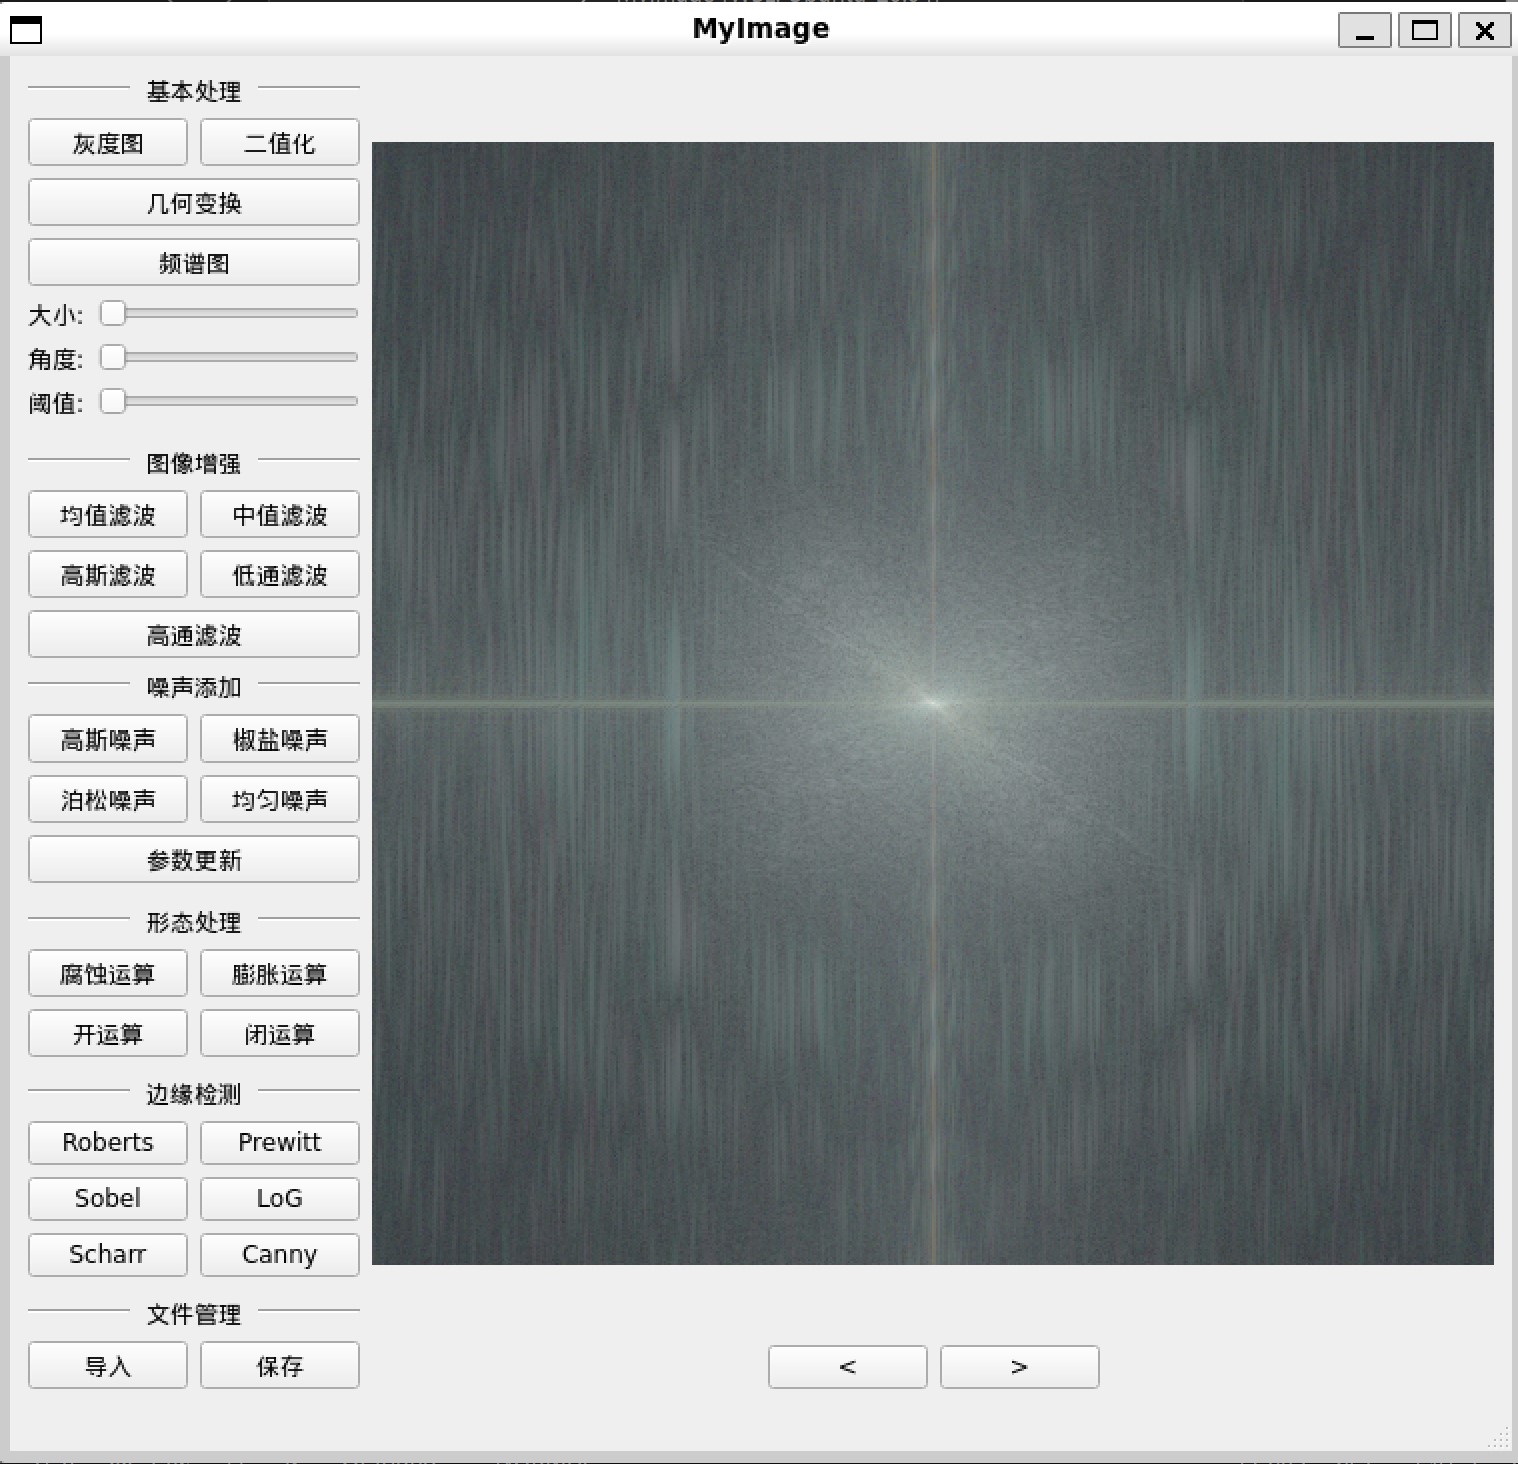 MyImage
基本处理
灰度图 二值化
几何变换
频谱图
大小:
角度:
阈值:
图像增强
均值滤波 中值滤波
高斯滤波 低通滤波
高通滤波
噪声添加
高斯噪声 椒盐噪声
泊松噪声 均匀噪声
参数更新
形态处理
腐蚀运算 膨胀运算
开运算 闭运算
边缘检测
Roberts Prewitt
Sobel LoG
Scharr Canny
文件管理
导入 保存
< >